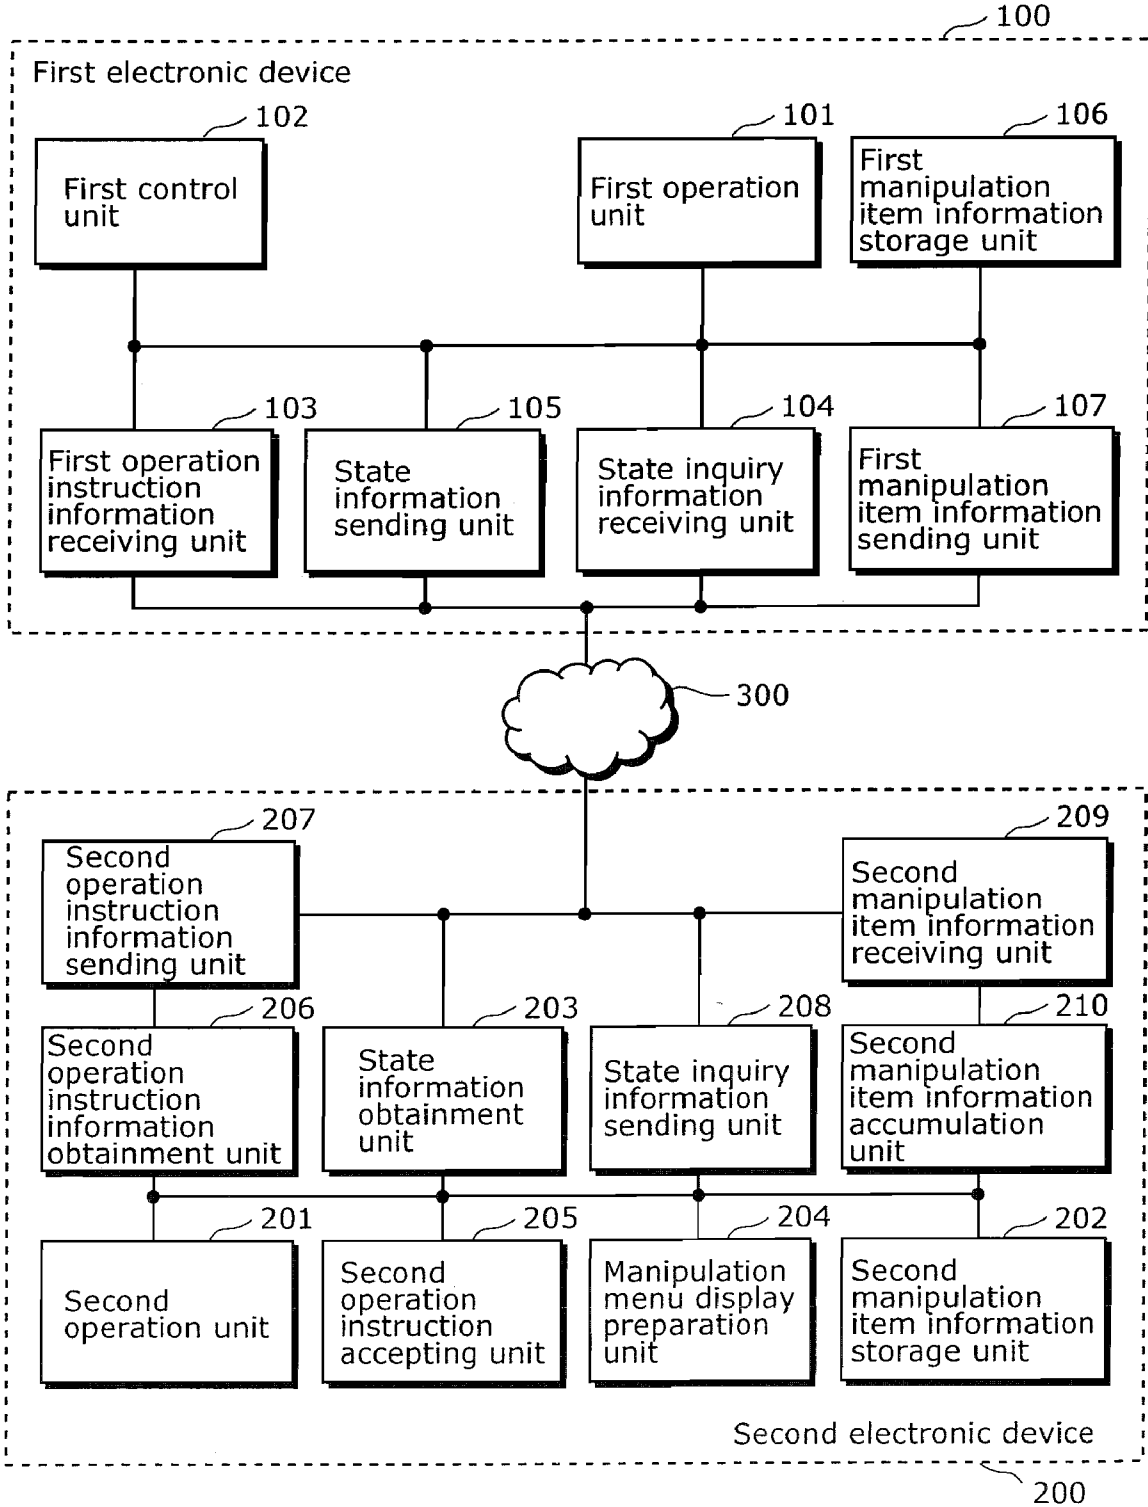 100
First electronic device
102
First control
unit
101
First operation
unit
106
First
manipulation
item information
storage unit
103
First operation
instruction
information
receiving unit
105
State
information
sending unit
104
State inquiry
information
receiving unit
107
First
manipulation
item information
sending unit
300
207
Second
operation
instruction
information
sending unit
209
Second
manipulation
item information
receiving unit
206
Second
operation
instruction
information
obtainment unit
203
State
information
obtainment
unit
208
State inquiry
information
sending unit
210
Second
manipulation
item information
accumulation
unit
201
Second
operation unit
205
Second
operation
instruction
accepting unit
204
Manipulation
menu display
preparation
unit
202
Second
manipulation
item information
storage unit
Second electronic device
200